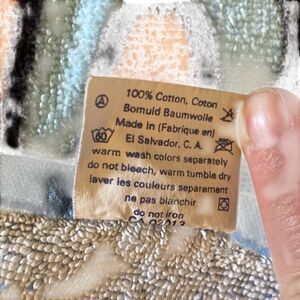 100% Cotton, Coton
A Bomuld Baumwolle
Made in (Fabrique en)
60 El Salvador, C. A.
warm wash colors separately
do not bleach, warm tumble dry
laver les couleurs separement
ne pas blanchir
do not iron